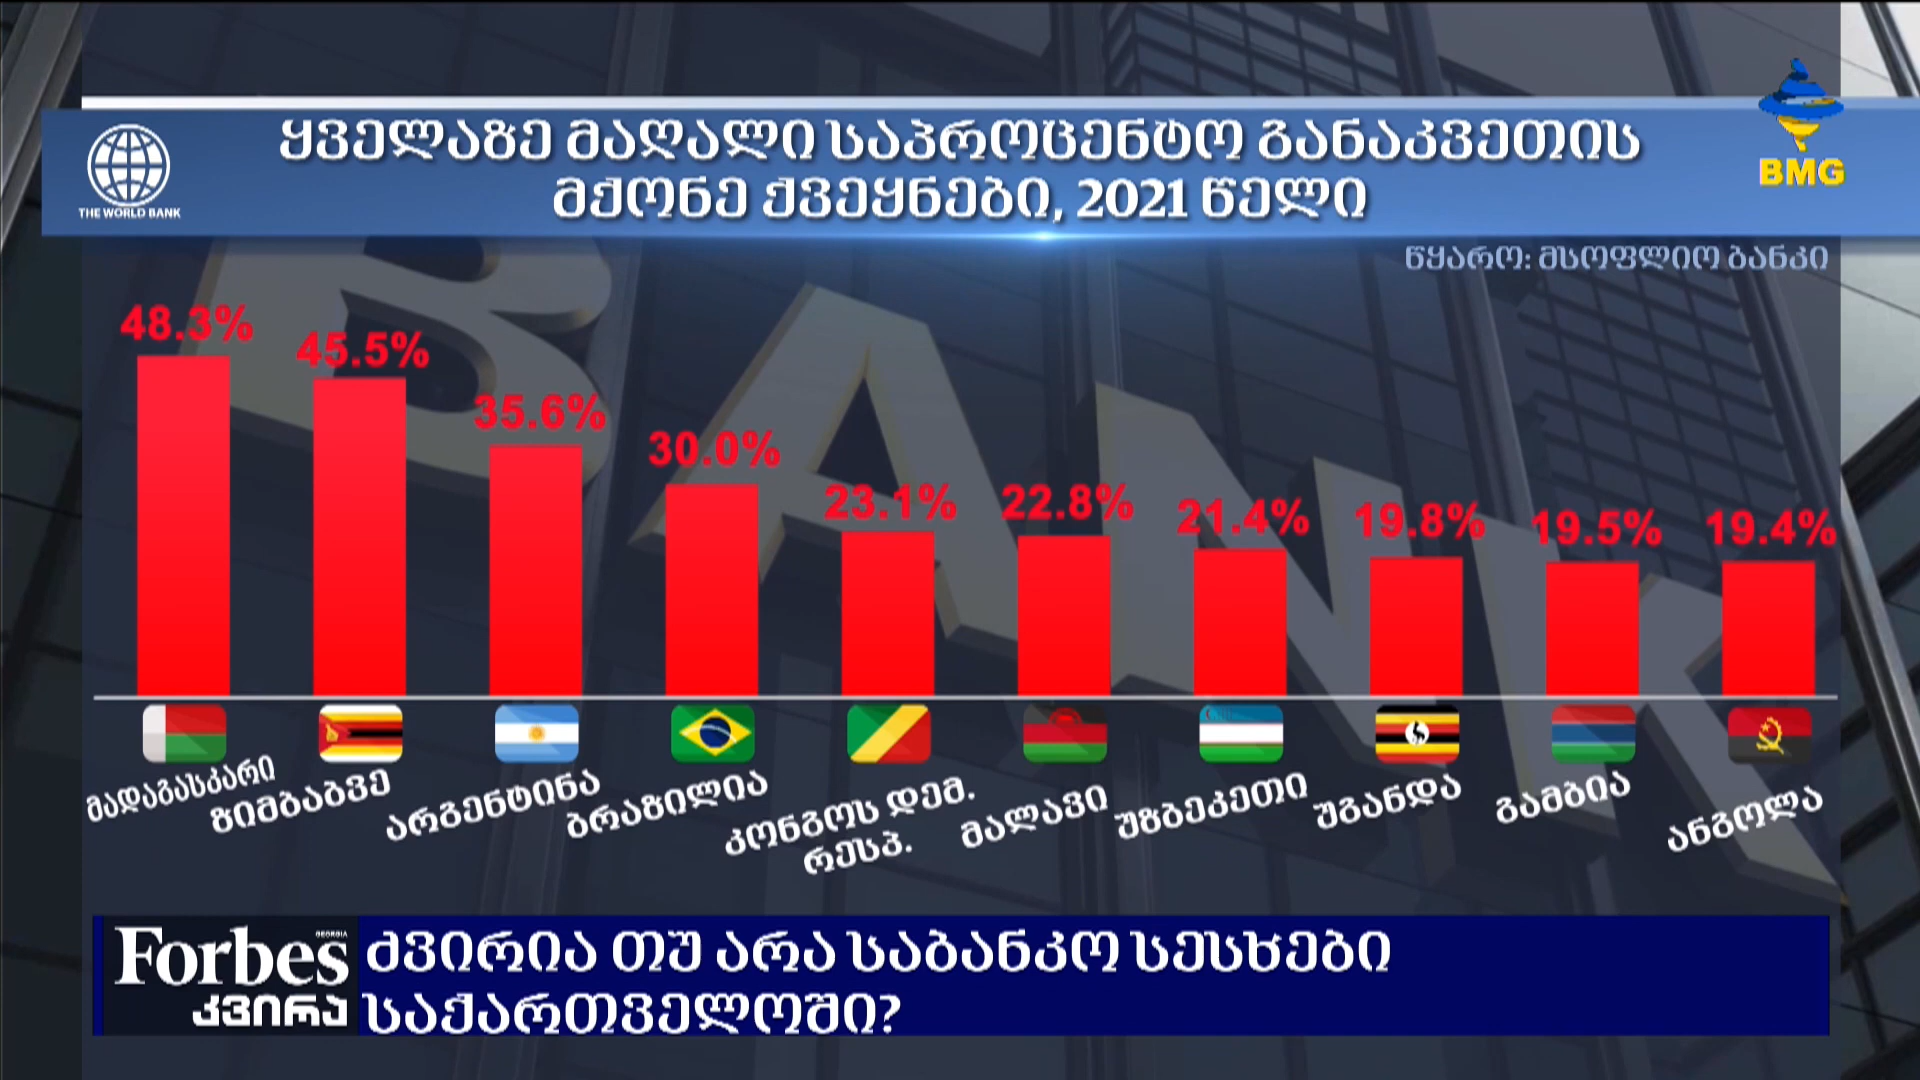 ყველაზე მაღალი საპროცენტო განაკვეთის
მქონე ქვეყნები, 2021 წელი
THE WORLD BANK
BMG
წყარო: მსოფლიო ბანკი
48.3%
45.5%
35.6%
30.0%
23.1%
22.8%
21.4%
19.8%
19.5%
19.4%
BANK
მადაგასკარი
ზიმბაბვე
არგენტინა
ბრაზილია
კონგოს დემ.
რესპ.
მალავი
უზბეკეთი
უგანდა
გამბია
ანგოლა
Forbes
GEORGIA
კვირა
ძვირია თუ არა საბანკო სესხები
საქართველოში?